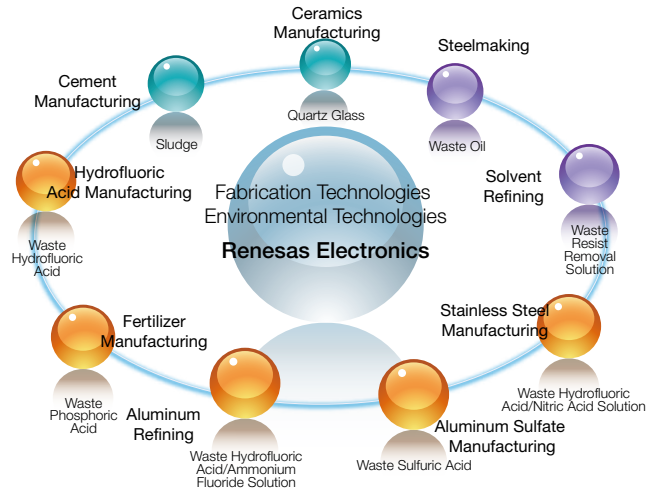 Ceramics
Manufacturing
Quartz Glass
Steelmaking
Waste Oil
Solvent
Refining
Waste
Resist
Removal
Solution
Stainless Steel
Manufacturing
Waste Hydrofluoric
Acid/Nitric Acid Solution
Aluminum Sulfate
Manufacturing
Waste Sulfuric Acid
Aluminum
Refining
Waste Hydrofluoric
Acid/Ammonium
Fluoride Solution
Fertilizer
Manufacturing
Waste
Phosphoric
Acid
Hydrofluoric
Acid Manufacturing
Waste
Hydrofluoric
Acid
Cement
Manufacturing
Sludge
Fabrication Technologies
Environmental Technologies
Renesas Electronics